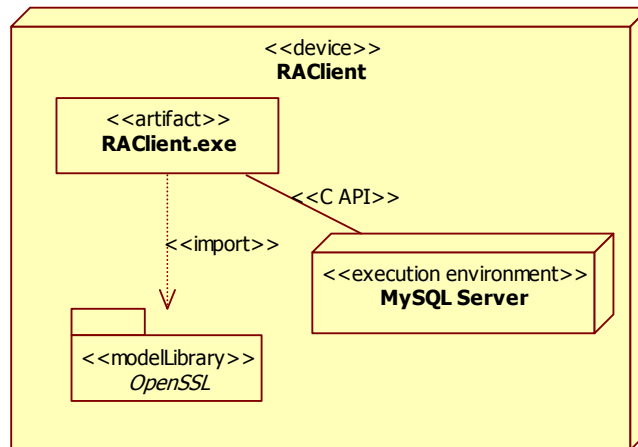 <<device>>
RAClient
<<artifact>>
RAClient.exe
<<C API>>
<<import>>
<<execution environment>>
MySQL Server
<<modelLibrary>>
OpenSSL